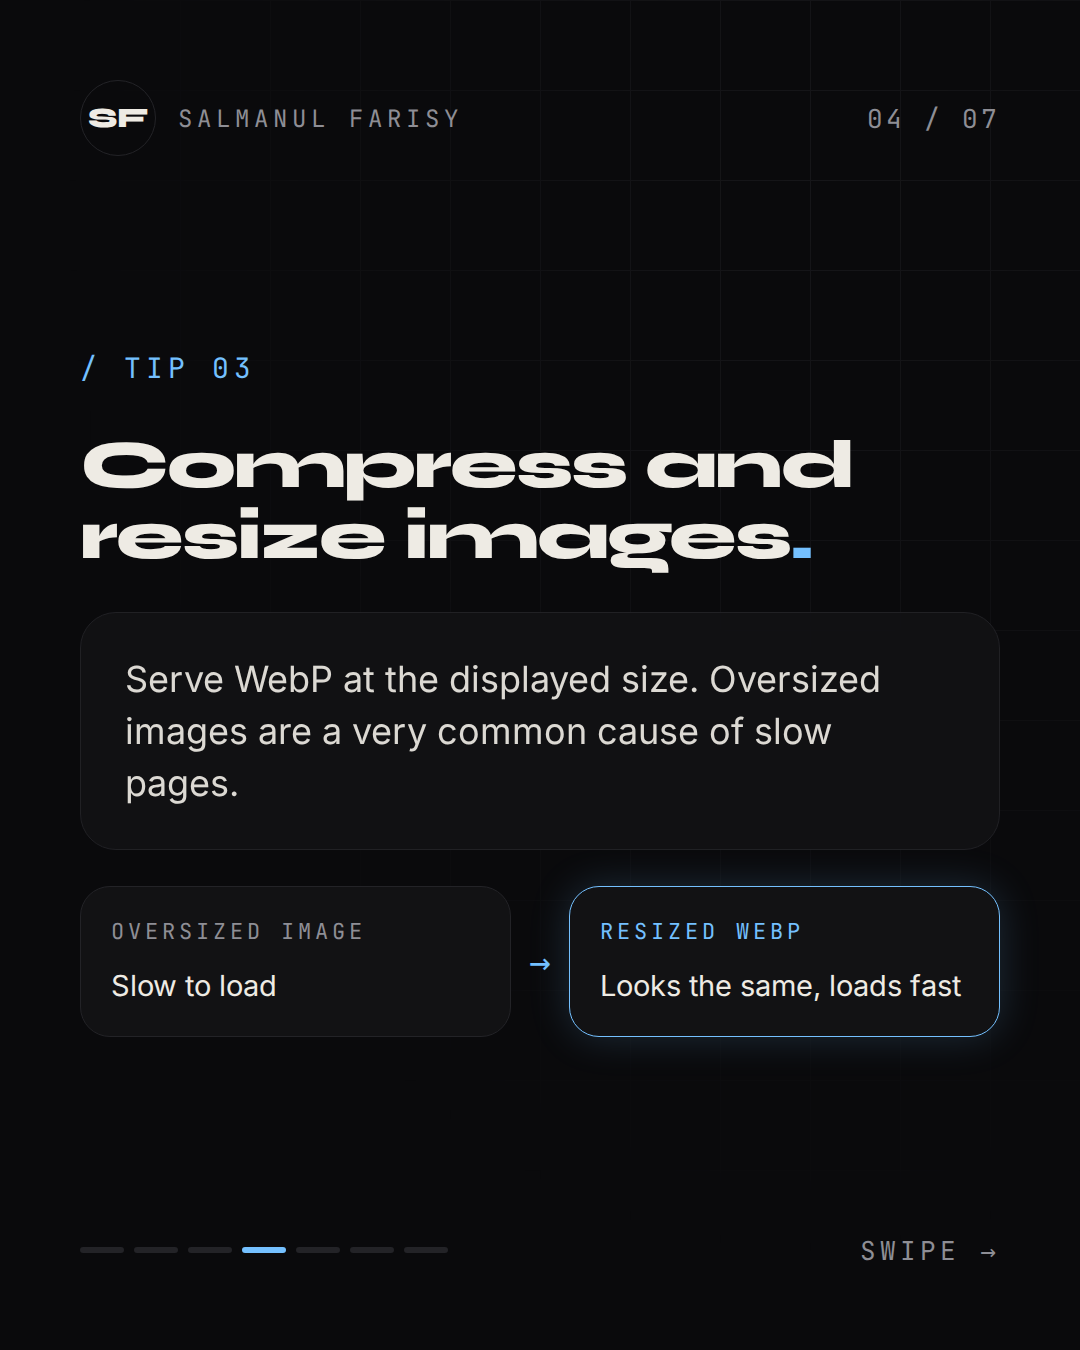 SF SALMANUL FARISY 04 / 07
/ TIP 03
Compress and
resize images.
Serve WebP at the displayed size. Oversized
images are a very common cause of slow
pages.
OVERSIZED IMAGE
Slow to load
→
RESIZED WEBP
Looks the same, loads fast
SWIPE →